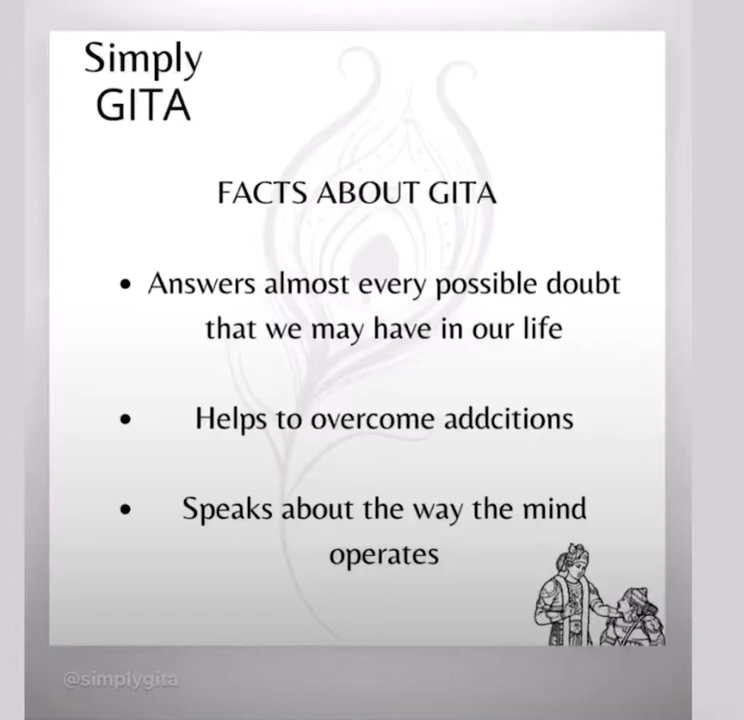 Simply
GITA
FACTS ABOUT GITA
• Answers almost every possible doubt
that we may have in our life
• Helps to overcome addcitions
• Speaks about the way the mind
operates
@simplygita